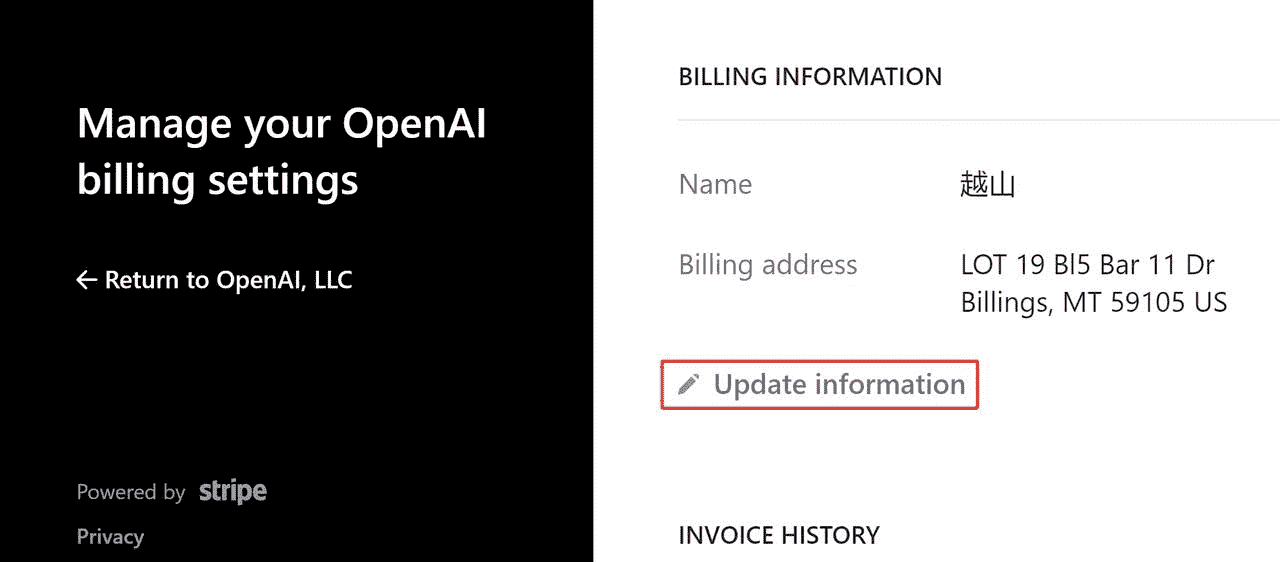 Manage your OpenAI
billing settings
← Return to OpenAI, LLC
Powered by stripe
Privacy
BILLING INFORMATION
Name 越山
Billing address LOT 19 Bl5 Bar 11 Dr
Billings, MT 59105 US
Update information
INVOICE HISTORY